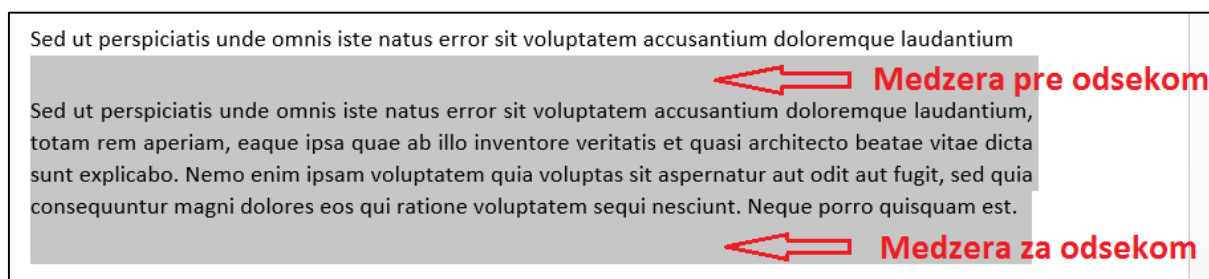 Sed ut perspiciatis unde omnis iste natus error sit voluptatem accusantium doloremque laudantium
Medzera pre odsekom
Sed ut perspiciatis unde omnis iste natus error sit voluptatem accusantium doloremque laudantium,
totam rem aperiam, eaque ipsa quae ab illo inventore veritatis et quasi architecto beatae vitae dicta
sunt explicabo. Nemo enim ipsam voluptatem quia voluptas sit aspernatur aut odit aut fugit, sed quia
consequuntur magni dolores eos qui ratione voluptatem sequi nesciunt. Neque porro quisquam est.
Medzera za odsekom